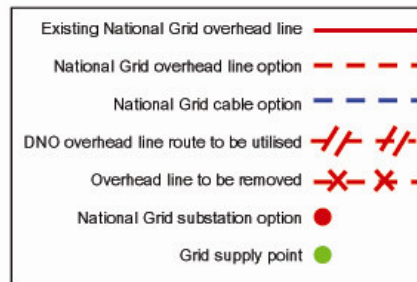 Existing National Grid overhead line
National Grid overhead line option
National Grid cable option
DNO overhead line route to be utilised
Overhead line to be removed
National Grid substation option
Grid supply point